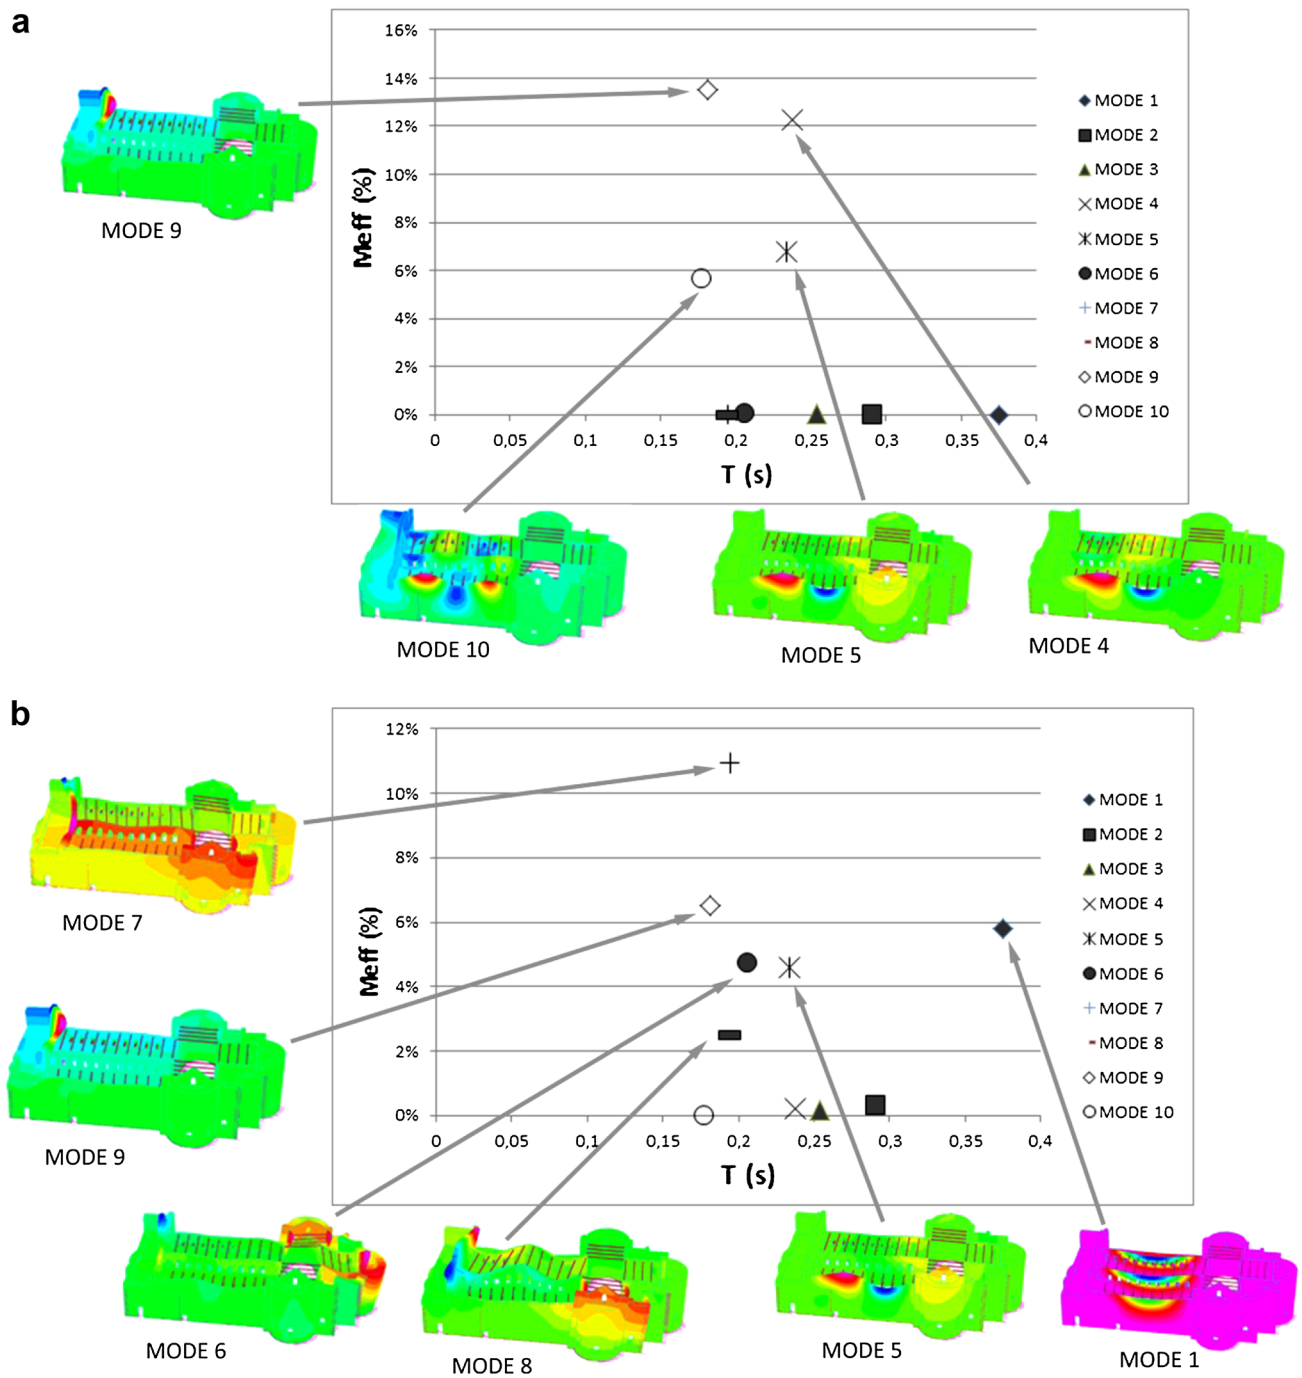 a
16%
14%
12%
10%
8%
6%
4%
2%
0%
Meff (%)
0 0,05 0,1 0,15 0,2 0,25 0,3 0,35 0,4
T (s)
MODE 1
MODE 2
MODE 3
MODE 4
MODE 5
MODE 6
MODE 7
MODE 8
MODE 9
MODE 10
MODE 9
MODE 10
MODE 5
MODE 4
b
12%
10%
8%
6%
4%
2%
0%
Meff (%)
0 0,05 0,1 0,15 0,2 0,25 0,3 0,35 0,4
T (s)
MODE 1
MODE 2
MODE 3
MODE 4
MODE 5
MODE 6
MODE 7
MODE 8
MODE 9
MODE 10
MODE 7
MODE 9
MODE 6
MODE 8
MODE 5
MODE 1